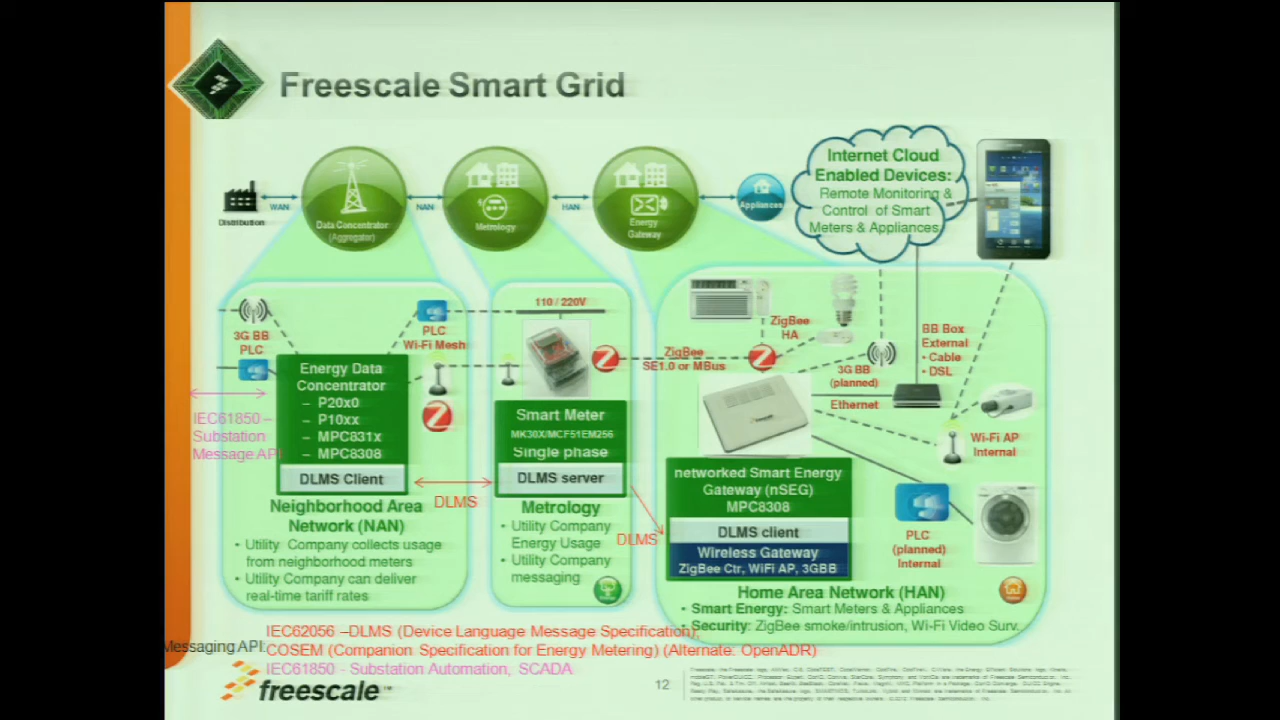 Freescale Smart Grid
Internet Cloud
Enabled Devices:
Remote Monitoring &
Control of Smart
Meters & Appliances
Distribution
WAN
Data Concentrator
(Aggregator)
NAN
Metrology
HAN
Energy
Gateway
Appliances
3G BB
PLC
PLC
Wi-Fi Mesh
Energy Data
Concentrator
– P20x0
– P10xx
– MPC831x
– MPC8308
DLMS Client
IEC61850 –
Substation
Message API
DLMS
Neighborhood Area
Network (NAN)
• Utility Company collects usage
from neighborhood meters
• Utility Company can deliver
real-time tariff rates
110 / 220V
Smart Meter
MK30X/MCF51EM256
Single phase
DLMS server
Metrology
• Utility Company
Energy Usage
• Utility Company
messaging
DLMS
ZigBee
SE1.0 or MBus
ZigBee
HA
3G BB
(planned)
Ethernet
BB Box
External
• Cable
• DSL
Wi-Fi AP
Internal
PLC
(planned)
Internal
freescale
networked Smart Energy
Gateway (nSEG)
MPC8308
DLMS client
Wireless Gateway
ZigBee Ctr, WiFi AP, 3GBB
Home Area Network (HAN)
• Smart Energy: Smart Meters & Appliances
• Security: ZigBee smoke/intrusion, Wi-Fi Video Surv.
Messaging API:
IEC62056 –DLMS (Device Language Message Specification),
COSEM (Companion Specification for Energy Metering) (Alternate: OpenADR)
IEC61850 - Substation Automation, SCADA
freescale™
12